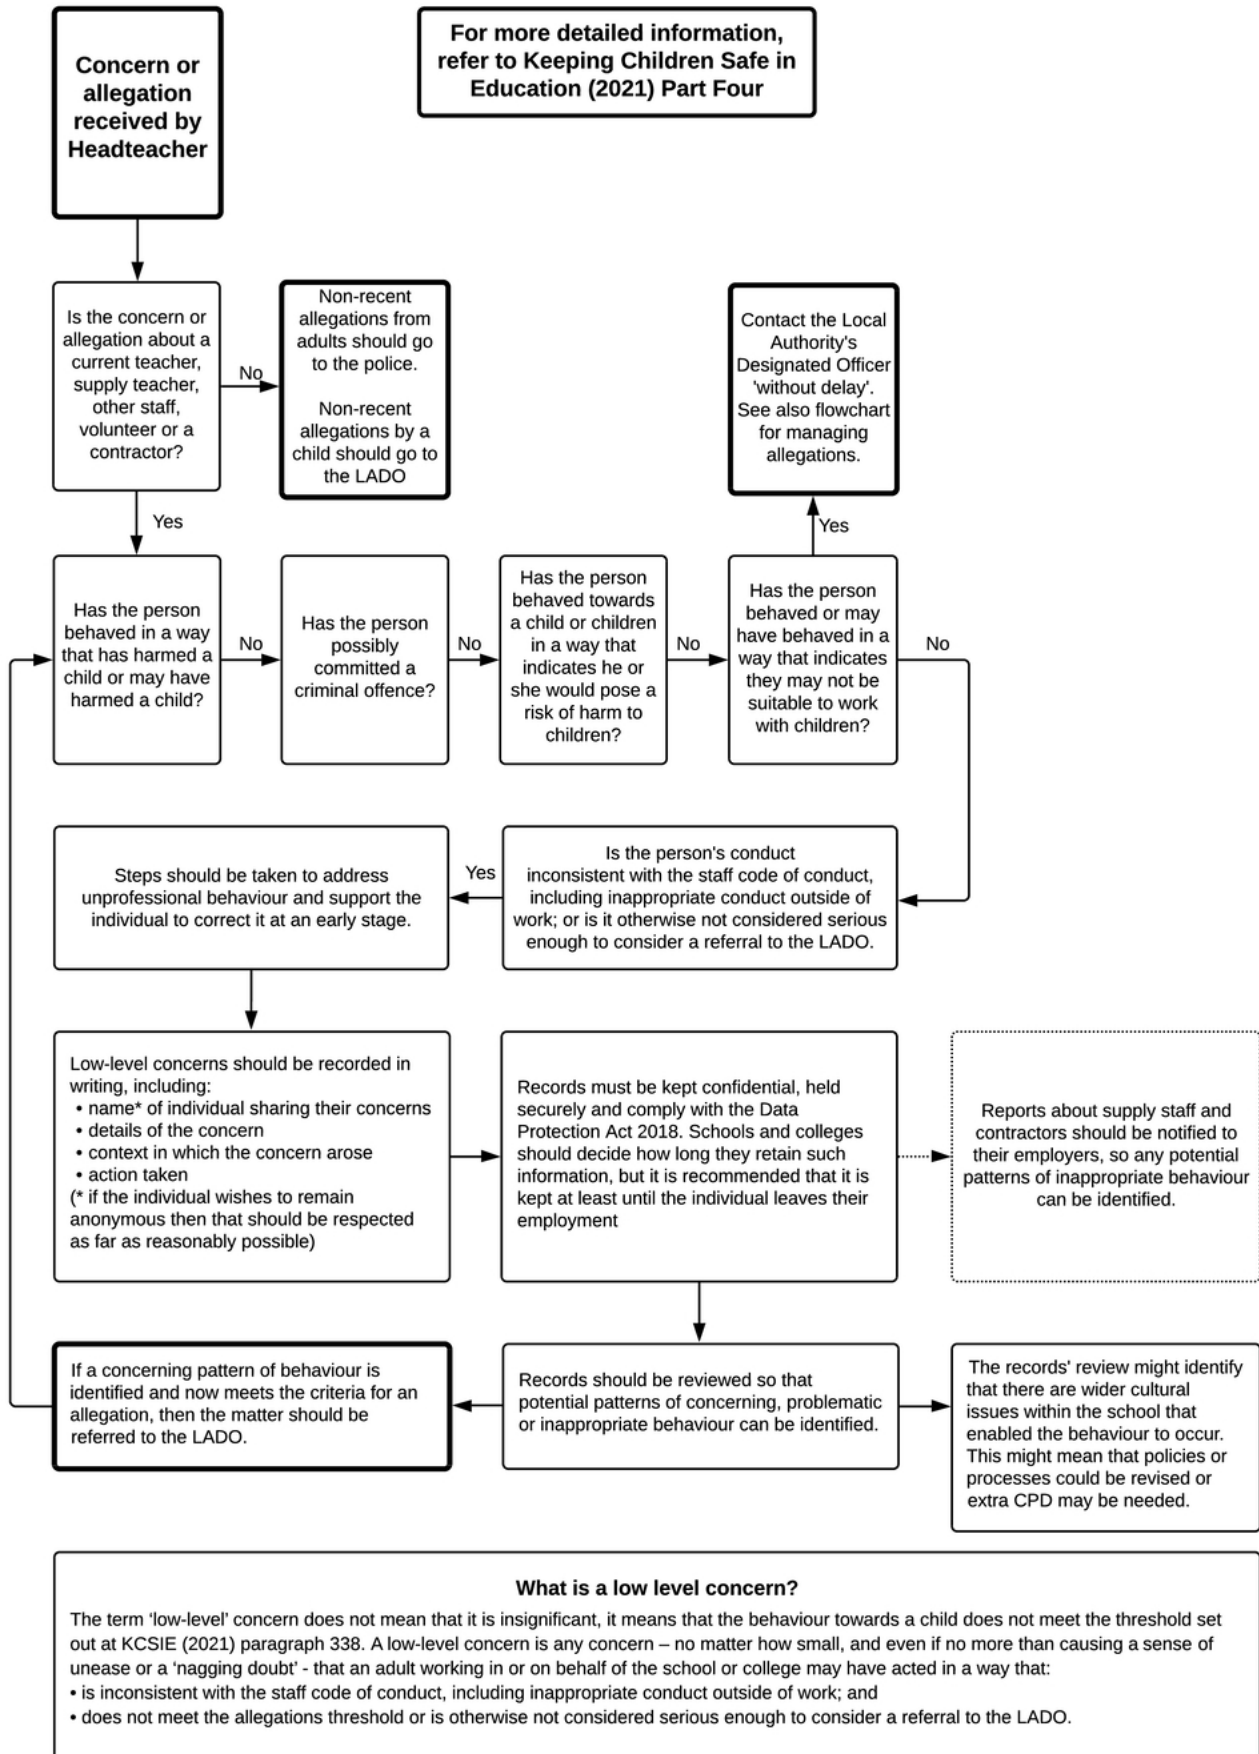 Concern or
allegation
received by
Headteacher
For more detailed information,
refer to Keeping Children Safe in
Education (2021) Part Four
Is the concern or
allegation about a
current teacher,
supply teacher,
other staff,
volunteer or a
contractor?
No
Non-recent
allegations from
adults should go
to the police.
Non-recent
allegations by a
child should go to
the LADO
Contact the Local
Authority's
Designated Officer
'without delay'.
See also flowchart
for managing
allegations.
Yes
Yes
Has the person
behaved in a way
that has harmed a
child or may have
harmed a child?
No
Has the person
possibly
committed a
criminal offence?
No
Has the person
behaved towards
a child or children
in a way that
indicates he or
she would pose a
risk of harm to
children?
No
Has the person
behaved or may
have behaved in a
way that indicates
they may not be
suitable to work
with children?
No
Is the person's conduct
inconsistent with the staff code of conduct,
including inappropriate conduct outside of
work; or is it otherwise not considered serious
enough to consider a referral to the LADO.
Yes
Steps should be taken to address
unprofessional behaviour and support the
individual to correct it at an early stage.
Low-level concerns should be recorded in
writing, including:
• name* of individual sharing their concerns
• details of the concern
• context in which the concern arose
• action taken
(* if the individual wishes to remain
anonymous then that should be respected
as far as reasonably possible)
Records must be kept confidential, held
securely and comply with the Data
Protection Act 2018. Schools and colleges
should decide how long they retain such
information, but it is recommended that it is
kept at least until the individual leaves their
employment
Reports about supply staff and
contractors should be notified to
their employers, so any potential
patterns of inappropriate behaviour
can be identified.
If a concerning pattern of behaviour is
identified and now meets the criteria for an
allegation, then the matter should be
referred to the LADO.
Records should be reviewed so that
potential patterns of concerning, problematic
or inappropriate behaviour can be identified.
The records' review might identify
that there are wider cultural
issues within the school that
enabled the behaviour to occur.
This might mean that policies or
processes could be revised or
extra CPD may be needed.
What is a low level concern?
The term ‘low-level’ concern does not mean that it is insignificant, it means that the behaviour towards a child does not meet the threshold set
out at KCSIE (2021) paragraph 338. A low-level concern is any concern – no matter how small, and even if no more than causing a sense of
unease or a ‘nagging doubt’ - that an adult working in or on behalf of the school or college may have acted in a way that:
• is inconsistent with the staff code of conduct, including inappropriate conduct outside of work; and
• does not meet the allegations threshold or is otherwise not considered serious enough to consider a referral to the LADO.